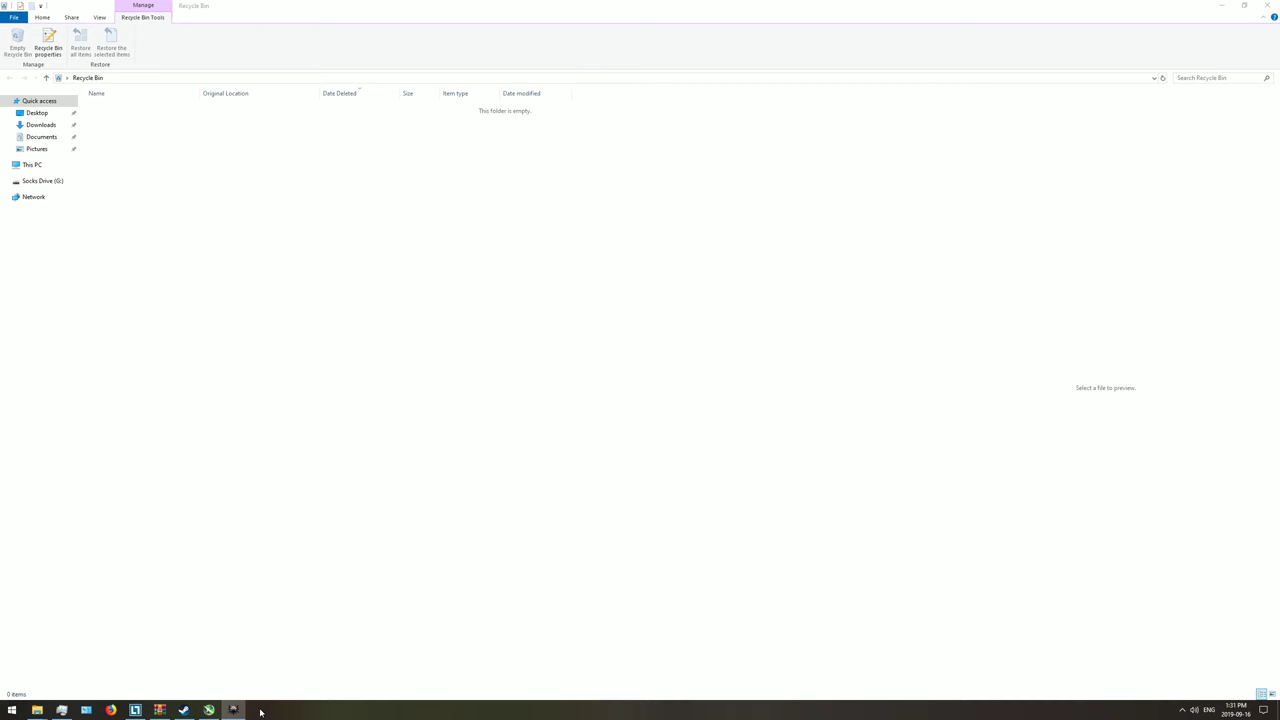 Manage
Recycle Bin
File
Home
Share
View
Recycle Bin Tools
Empty
Recycle Bin
Recycle Bin
properties
Restore
all items
Restore the
selected items
Manage
Restore
Recycle Bin
Search Recycle Bin
Name
Original Location
Date Deleted
Size
Item type
Date modified
Quick access
This folder is empty.
Desktop
Downloads
Documents
Pictures
This PC
Socks Drive (G:)
Network
Select a file to preview.
0 items
ENG
1:31 PM
2019-09-16